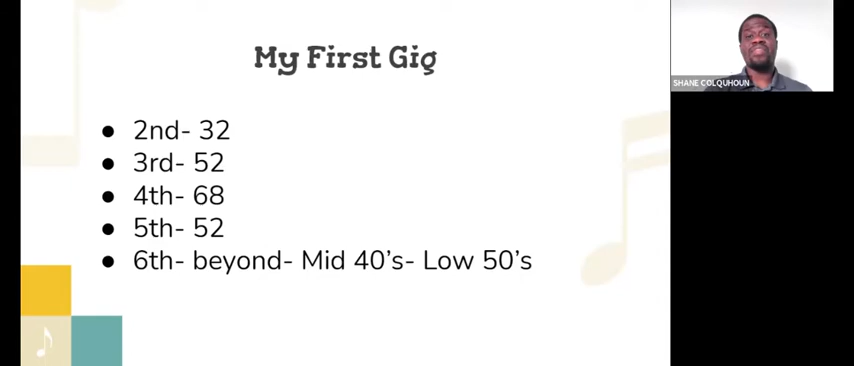 My First Gig
2nd- 32
3rd- 52
4th- 68
5th- 52
6th- beyond- Mid 40’s- Low 50’s
SHANE COLQUHOUN